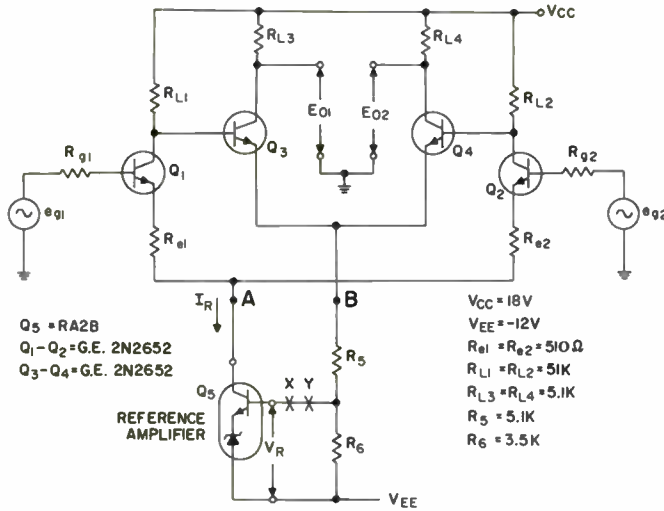 VCC
RL3
RL4
RL1
RL2
EO1
EO2
Q3
Q4
Rg1
Q1
Q2
Rg2
eg1
eg2
Re1
Re2
IR
A
B
Q5 = RA2B
Q1-Q2 = G.E. 2N2652
Q3-Q4 = G.E. 2N2652
VCC = 18V
VEE = -12V
Re1 = Re2 = 510Ω
RL1 = RL2 = 51K
RL3 = RL4 = 5.1K
R5 = 5.1K
R6 = 3.5K
R5
Q5
X Y
REFERENCE
AMPLIFIER
VR
R6
VEE